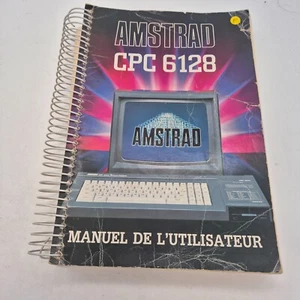 AMSTRAD
CPC 6128
AMSTRAD
MANUEL DE L'UTILISATEUR